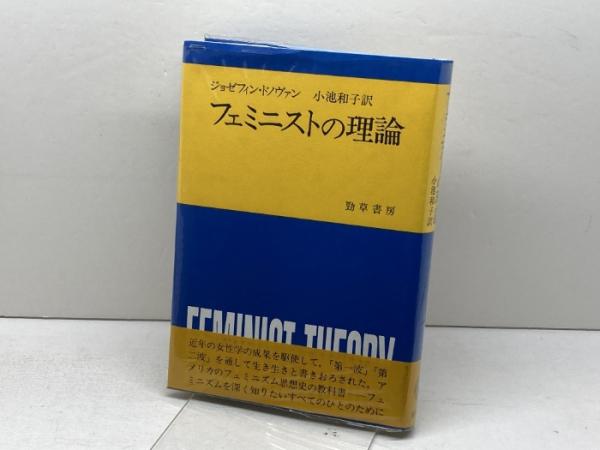 ジョゼフィン・ドノヴァン 小池和子訳
フェミニストの理論
勁草書房
FEMINIST THEORY
近年の女性学の成果を駆使して、「第一波」「第
二波」を通して生き生きと書きおろされた、ア
メリカのフェミニズム思想史の教科書――フェ
ミニズムを深く知りたいすべてのひとのために
小池和子訳